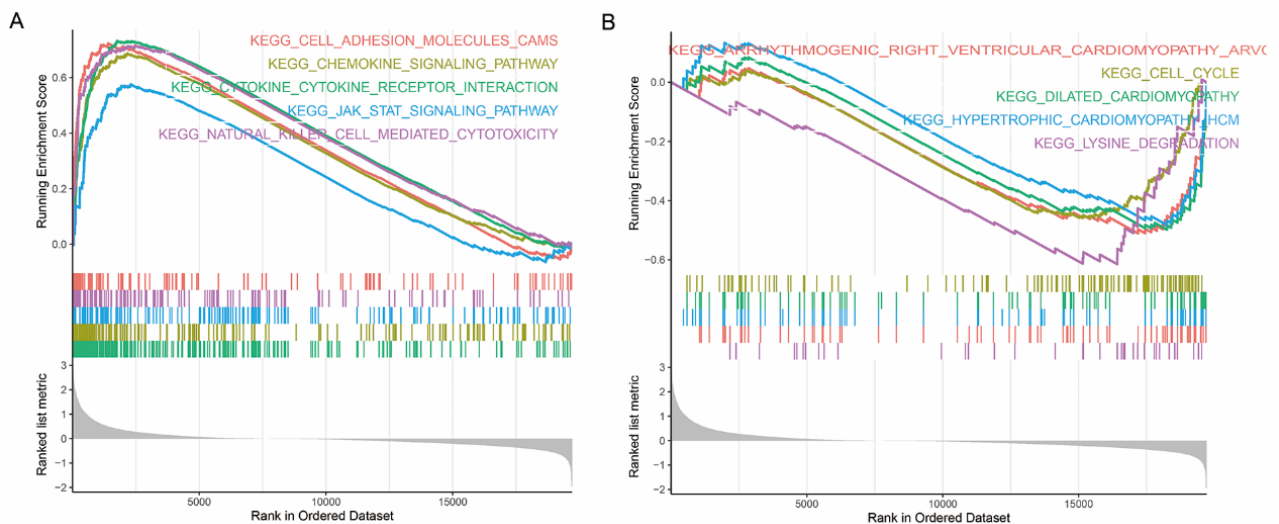 A
KEGG_CELL_ADHESION_MOLECULES_CAMS
KEGG_CHEMOKINE_SIGNALING_PATHWAY
KEGG_CYTOKINE_CYTOKINE_RECEPTOR_INTERACTION
KEGG_JAK_STAT_SIGNALING_PATHWAY
KEGG_NATURAL_KILLER_CELL_MEDIATED_CYTOTOXICITY
Running Enrichment Score
0.6
0.4
0.2
0.0
Ranked list metric
3
2
1
0
−1
−2
5000 10000 15000
Rank in Ordered Dataset
B
KEGG_ARRHYTHMOGENIC_RIGHT_VENTRICULAR_CARDIOMYOPATHY_ARVC
KEGG_CELL_CYCLE
KEGG_DILATED_CARDIOMYOPATHY
KEGG_HYPERTROPHIC_CARDIOMYOPATHY_HCM
KEGG_LYSINE_DEGRADATION
Running Enrichment Score
0.0
−0.2
−0.4
−0.6
Ranked list metric
3
2
1
0
−1
−2
5000 10000 15000
Rank in Ordered Dataset